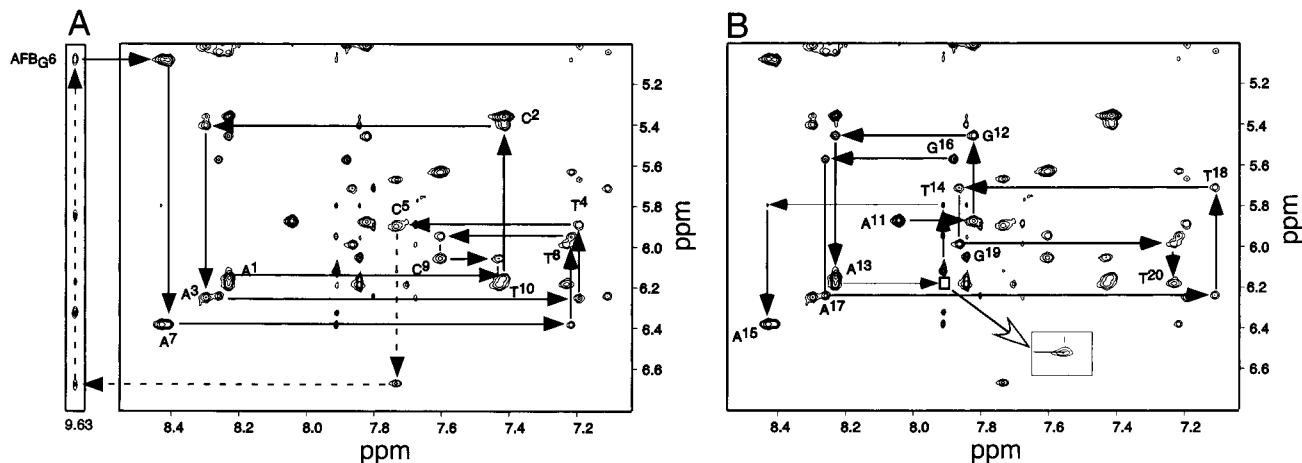 A
AFB_G6
C²
C⁵
T⁴
T⁸
C⁹
A¹
T¹⁰
A³
A⁷
5.2
5.4
5.6
5.8
6.0
6.2
6.4
6.6
ppm
9.63
8.4
8.2
8.0
7.8
7.6
7.4
7.2
ppm
B
G¹²
G¹⁶
T¹⁴
T¹⁸
A¹¹
G¹⁹
A¹³
T²⁰
A¹⁷
A¹⁵
5.2
5.4
5.6
5.8
6.0
6.2
6.4
6.6
ppm
8.4
8.2
8.0
7.8
7.6
7.4
7.2
ppm